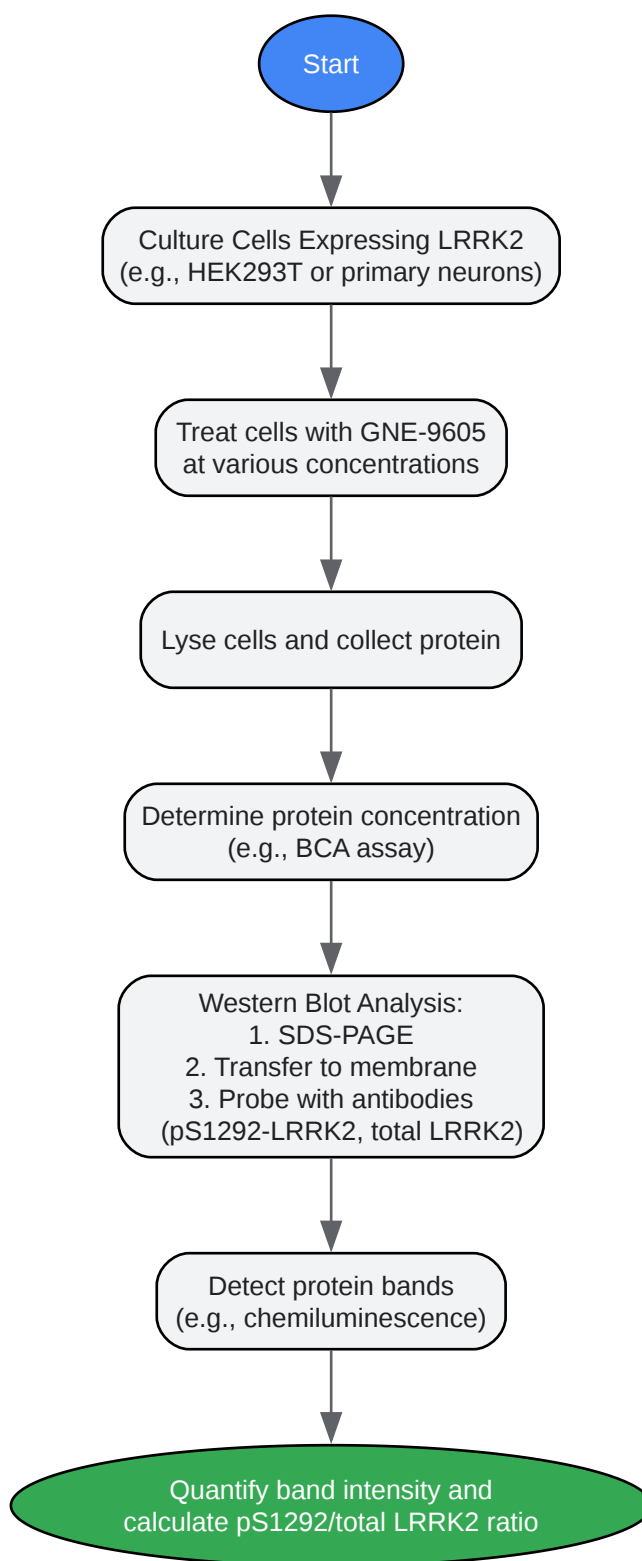 Start
Culture Cells Expressing LRRK2
(e.g., HEK293T or primary neurons)
Treat cells with GNE-9605
at various concentrations
Lyse cells and collect protein
Determine protein concentration
(e.g., BCA assay)
Western Blot Analysis:
1. SDS-PAGE
2. Transfer to membrane
3. Probe with antibodies
(pS1292-LRRK2, total LRRK2)
Detect protein bands
(e.g., chemiluminescence)
Quantify band intensity and
calculate pS1292/total LRRK2 ratio